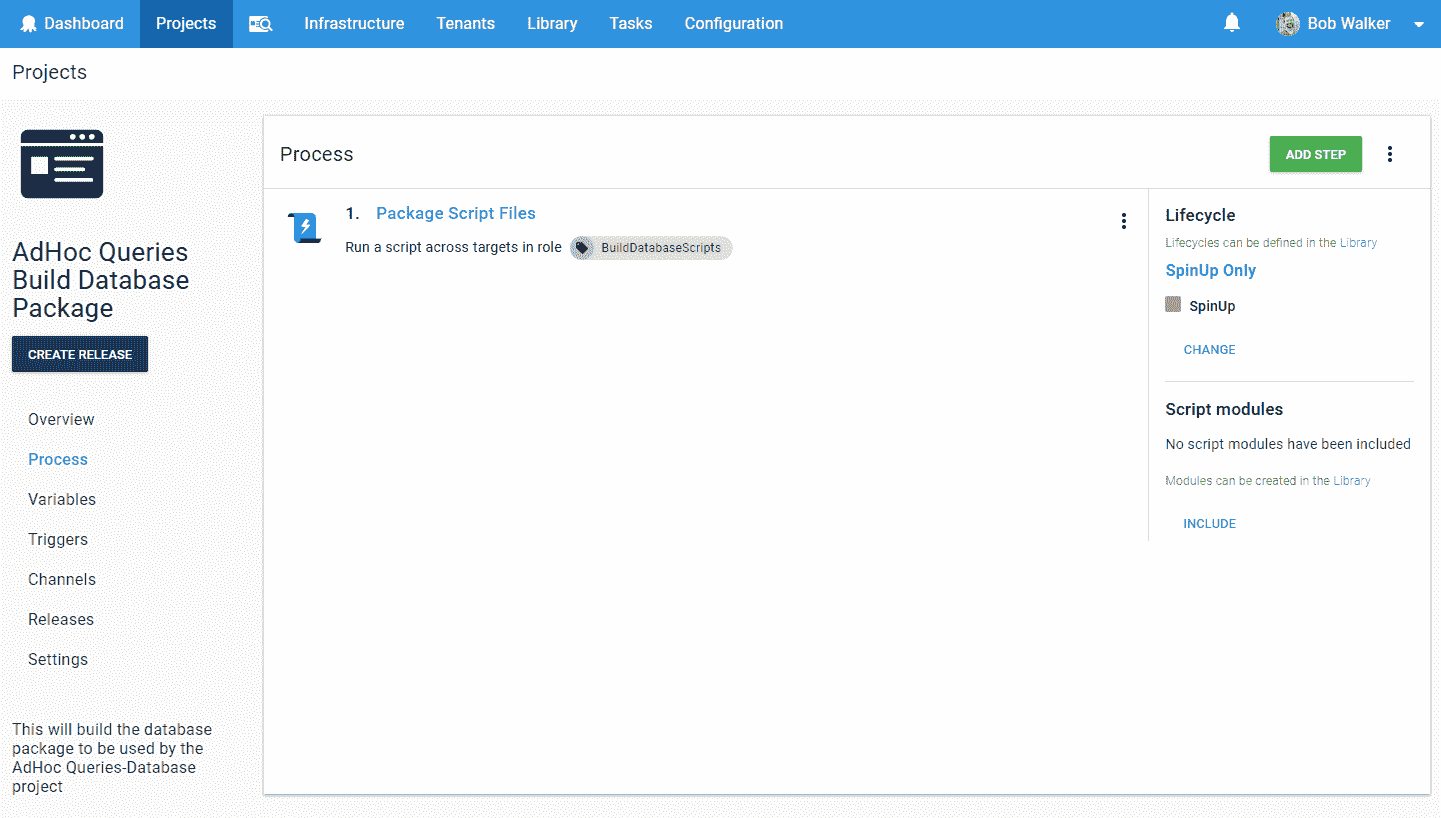 Dashboard Projects Infrastructure Tenants Library Tasks Configuration Bob Walker
Projects
AdHoc Queries
Build Database
Package
CREATE RELEASE
Overview
Process
Variables
Triggers
Channels
Releases
Settings
This will build the database
package to be used by the
AdHoc Queries-Database
project
Process
ADD STEP
1. Package Script Files
Run a script across targets in role BuildDatabaseScripts
Lifecycle
Lifecycles can be defined in the Library
SpinUp Only
SpinUp
CHANGE
Script modules
No script modules have been included
Modules can be created in the Library
INCLUDE